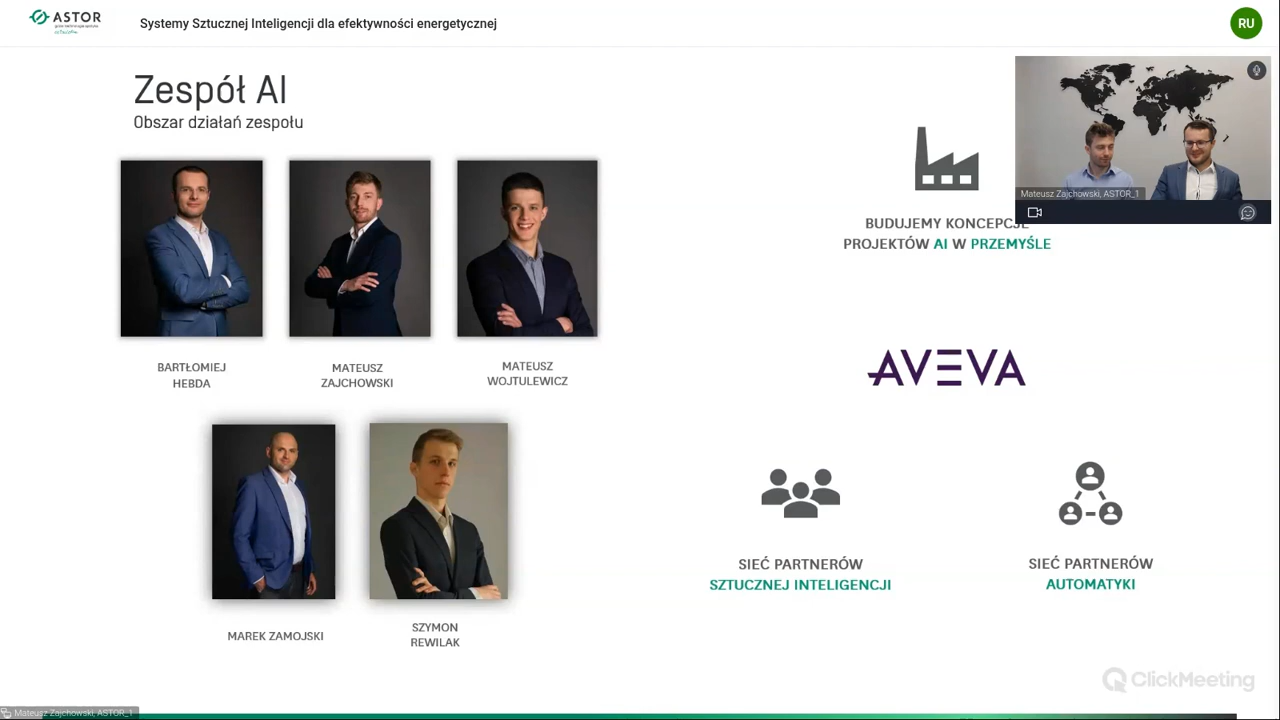 ASTOR
Systemy Sztucznej Inteligencji dla efektywności energetycznej
RU
Zespół AI
Obszar działań zespołu
Mateusz Zajchowski, ASTOR_1
BUDUJEMY KONCEPCJE
PROJEKTÓW AI W PRZEMYŚLE
BARTŁOMIEJ
HEBDA
MATEUSZ
ZAJCHOWSKI
MATEUSZ
WOJTULEWICZ
AVEVA
MAREK ZAMOJSKI
SZYMON
REWILAK
SIEĆ PARTNERÓW
SZTUCZNEJ INTELIGENCJI
SIEĆ PARTNERÓW
AUTOMATYKI
ClickMeeting
Mateusz Zajchowski, ASTOR_1